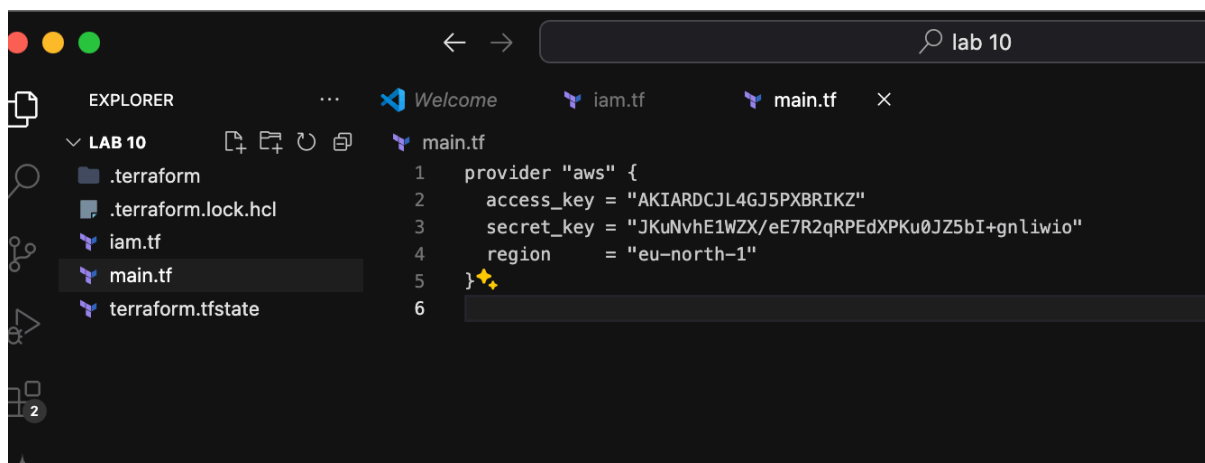 lab 10
EXPLORER ...
Welcome iam.tf main.tf
LAB 10
main.tf
.terraform
.terraform.lock.hcl
iam.tf
main.tf
terraform.tfstate
1 provider "aws" {
2 access_key = "AKIARDCJL4GJ5PXBRIKZ"
3 secret_key = "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"
4 region = "eu-north-1"
5 }
6
2